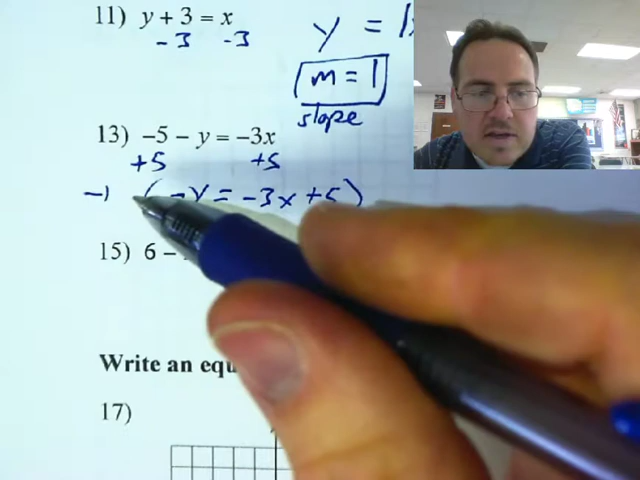 11) y + 3 = x
-3 -3
y = 1
m = 1
slope
13) −5 − y = −3x
+5 +5
-1 (-y = -3x + 5)
15) 6 −
Write an equ
17)